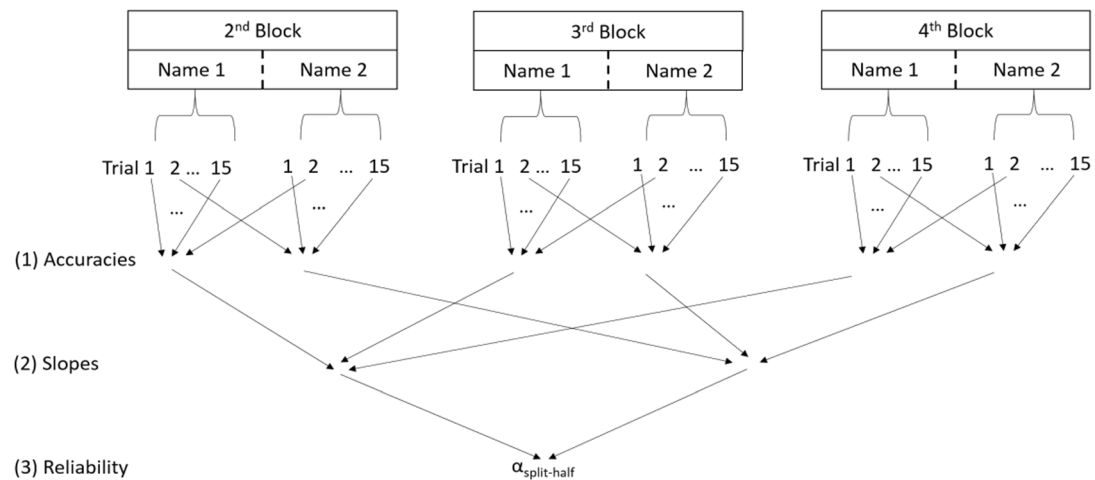 2nd Block 3rd Block 4th Block
Name 1 Name 2 Name 1 Name 2 Name 1 Name 2
Trial 1 2 ... 15 1 2 ... 15 Trial 1 2 ... 15 1 2 ... 15 Trial 1 2 ... 15 1 2 ... 15
... ... ... ... ... ...
(1) Accuracies
(2) Slopes
(3) Reliability αsplit-half